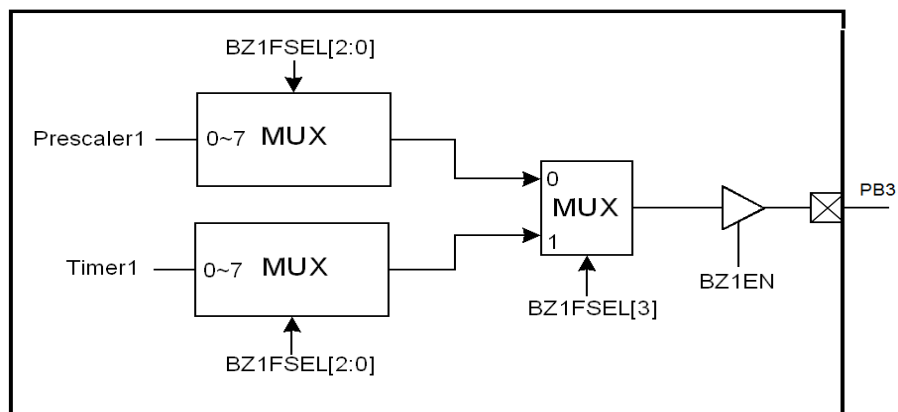 BZ1FSEL[2:0]
Prescaler1
0~7 MUX
0
MUX
1
PB3
Timer1
0~7 MUX
BZ1EN
BZ1FSEL[3]
BZ1FSEL[2:0]